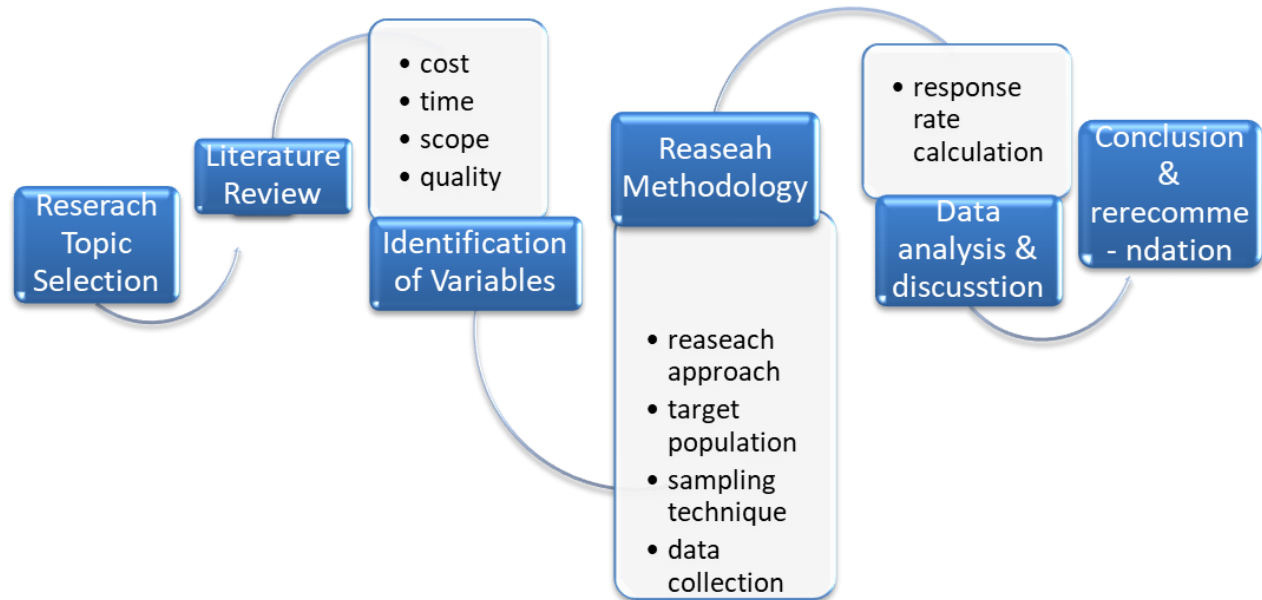 Reserach
Topic
Selection
Literature
Review
• cost
• time
• scope
• quality
Identification
of Variables
Reaseah
Methodology
• reaseach
approach
• target
population
• sampling
technique
• data
collection
• response
rate
calculation
Data
analysis &
discusstion
Conclusion
&
rerecomme
- ndation